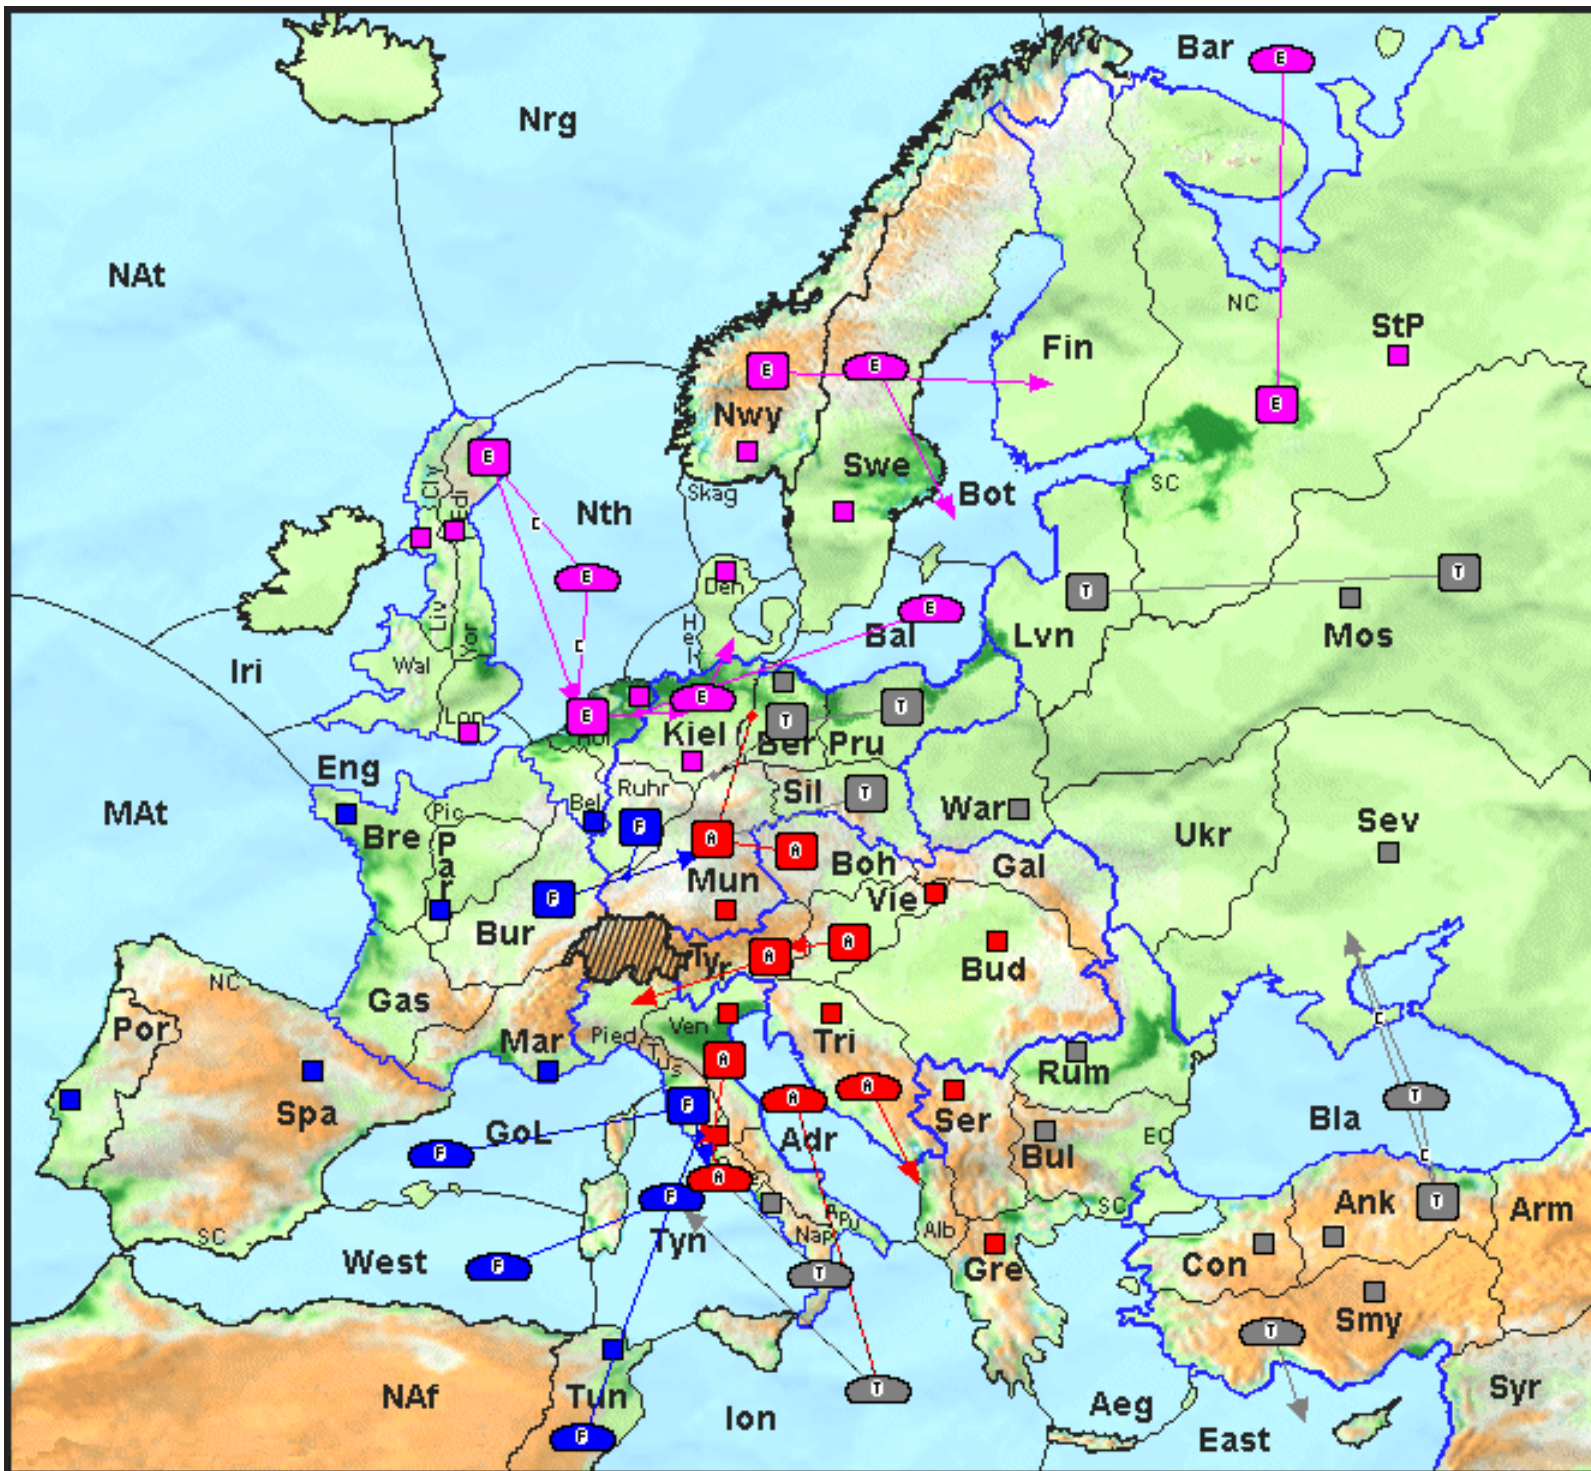 Bar
E
Nrg
NAt
NC
StP
Fin
E
E
Nwy
E
E
Swe
SC
Cly
Edi
Skag
Bot
Nth
C
E
Den
T
T
E
Bal
Lvn
Mos
Hel
Liv
Yor
Iri
Wal
C
E
E
T
T
Lon
Hol
Kiel
Ber
Pru
Eng
Ruhr
Sil
T
War
MAt
Pic
Bel
Bre
Par
F
A
A
Boh
Gal
Ukr
Sev
Mun
Vie
F
Bur
A
A
Tyr
Bud
NC
Gas
Por
Mar
Pied
Ven
Tri
C
Tus
A
Rum
Spa
F
A
A
Ser
T
Bla
GoL
Adr
EC
F
Bul
C
A
SC
F
Apu
Ank
T
Arm
SC
Tyn
Nap
Alb
West
F
T
Gre
Con
Smy
T
NAf
Tun
T
Syr
Ion
Aeg
F
East